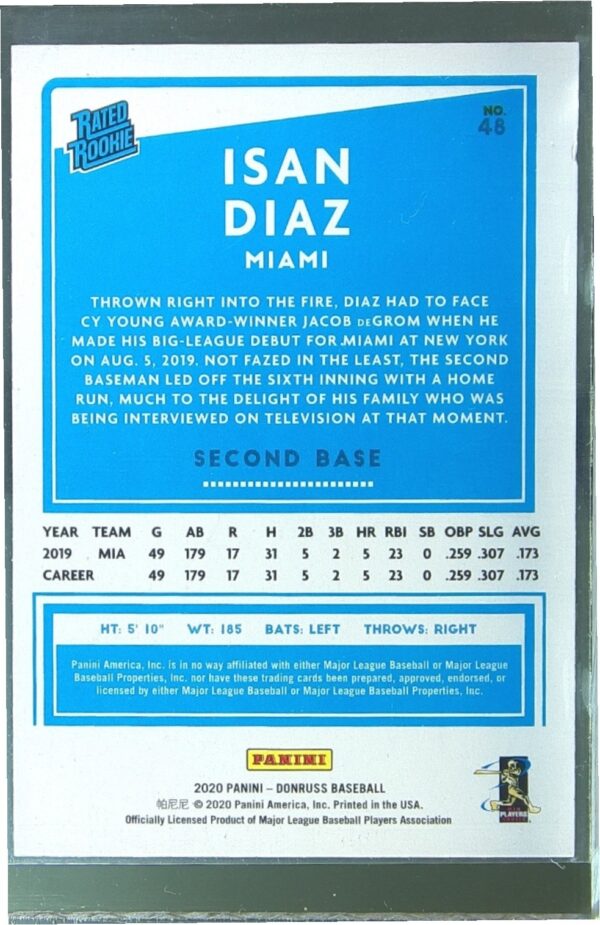 RATED
ROOKIE
NO.
48
ISAN
DIAZ
MIAMI
THROWN RIGHT INTO THE FIRE, DIAZ HAD TO FACE
CY YOUNG AWARD-WINNER JACOB DEGROM WHEN HE
MADE HIS BIG-LEAGUE DEBUT FOR MIAMI AT NEW YORK
ON AUG. 5, 2019. NOT FAZED IN THE LEAST, THE SECOND
BASEMAN LED OFF THE SIXTH INNING WITH A HOME
RUN, MUCH TO THE DELIGHT OF HIS FAMILY WHO WAS
BEING INTERVIEWED ON TELEVISION AT THAT MOMENT.
SECOND BASE
YEAR TEAM G AB R H 2B 3B HR RBI SB OBP SLG AVG
2019 MIA 49 179 17 31 5 2 5 23 0 .259 .307 .173
CAREER 49 179 17 31 5 2 5 23 0 .259 .307 .173
HT: 5' 10" WT: 185 BATS: LEFT THROWS: RIGHT
Panini America, Inc. is in no way affiliated with either Major League Baseball or Major League
Baseball Properties, Inc. nor have these trading cards been prepared, approved, endorsed, or
licensed by either Major League Baseball or Major League Baseball Properties, Inc.
PANINI
2020 PANINI – DONRUSS BASEBALL
帕尼尼 © 2020 Panini America, Inc. Printed in the USA.
Officially Licensed Product of Major League Baseball Players Association
PLAYERS